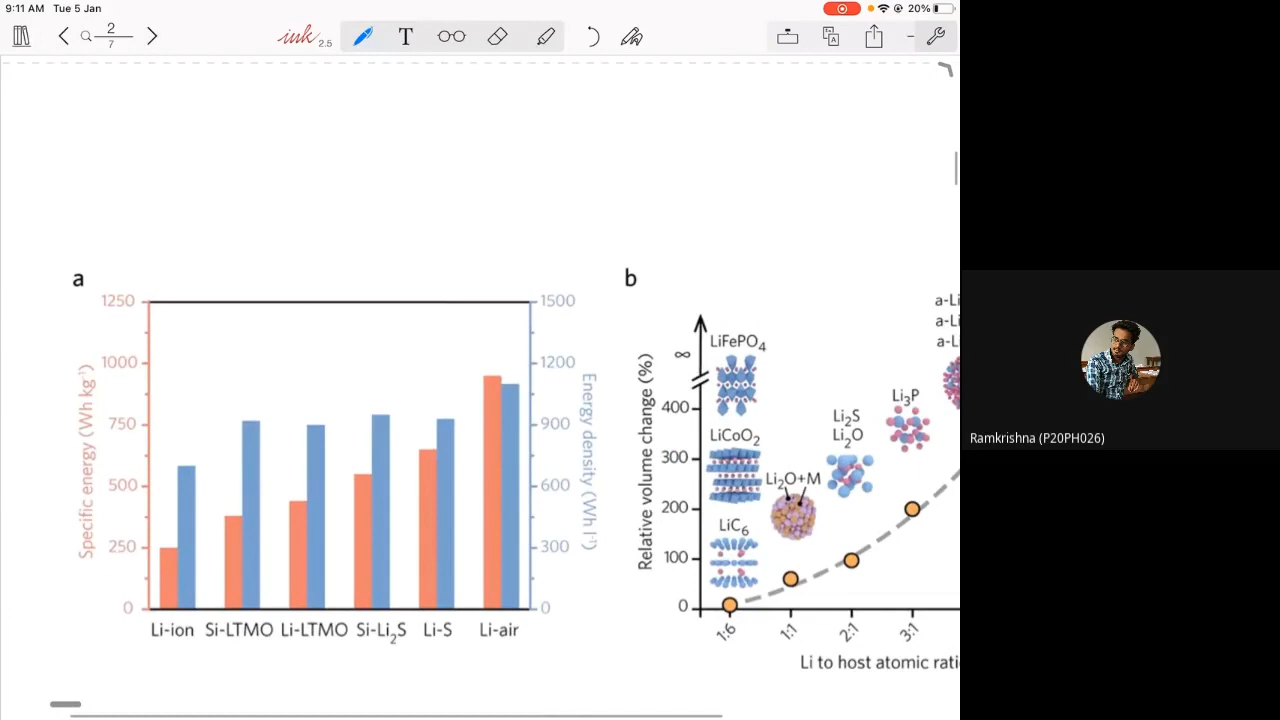 9:11 AM Tue 5 Jan
20%
2
7
ink 2.5
T
a
1250
1000
750
500
250
0
Specific energy (Wh kg⁻¹)
1500
1200
900
600
300
0
Energy density (Wh l⁻¹)
Li-ion Si-LTMO Li-LTMO Si-Li₂S Li-S Li-air
b
Relative volume change (%)
∞
400
300
200
100
0
LiFePO₄
LiCoO₂
LiC₆
Li₂O+M
Li₂S
Li₂O
Li₃P
a-Li
a-Li
a-L
1:6 1:1 2:1 3:1
Li to host atomic rati
Ramkrishna (P20PH026)